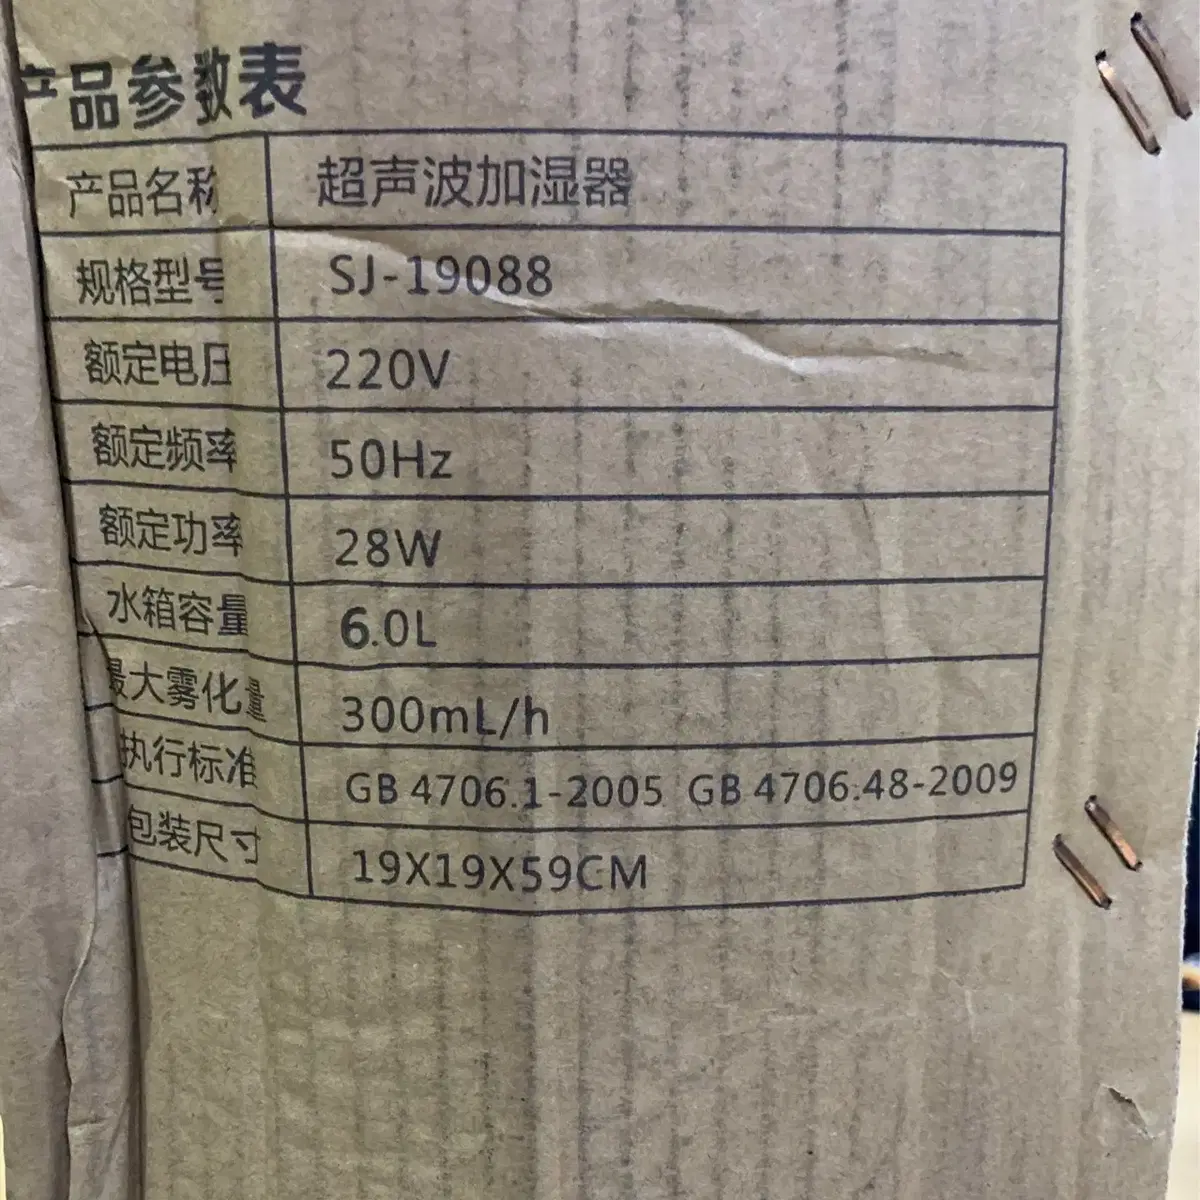 产品参数表
产品名称 超声波加湿器
规格型号 SJ-19088
额定电压 220V
额定频率 50Hz
额定功率 28W
水箱容量 6.0L
最大雾化量 300mL/h
执行标准 GB 4706.1-2005 GB 4706.48-2009
包装尺寸 19X19X59CM